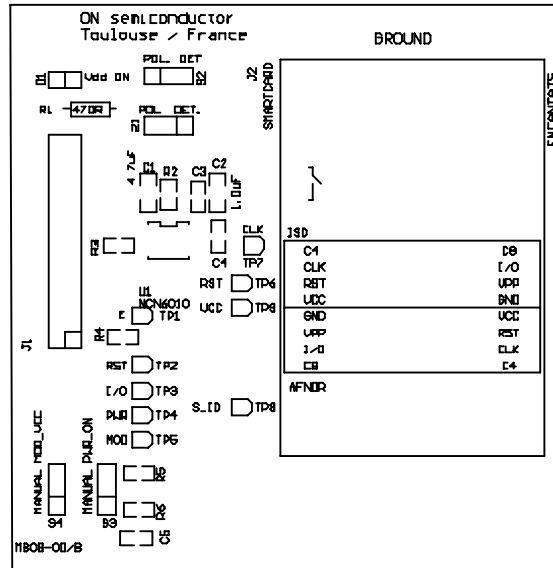 ON semiconductor
Toulouse / France
BROUND
POL. DET
D1
Vdd ON
S2
J2
SMARTCARD
R1
470R
POL. DET.
4.7uF
C1
R2
C3
C2
1.0uF
CLK
R3
C4
TP7
ISO
C4 C8
CLK I/O
RST VPP
VCC GND
GND VCC
VPP RST
I/O CLK
C8 C4
AFNOR
RST TP6
VCC TP8
U1
NCN6010
E TP1
R4
J1
RST TP2
I/O TP3
PWR TP4
MOD TP5
S_ID TP8
MANUAL MOD_VCC
MANUAL PWR_ON
R5
R6
S4
S3
C5
MB08-00/B